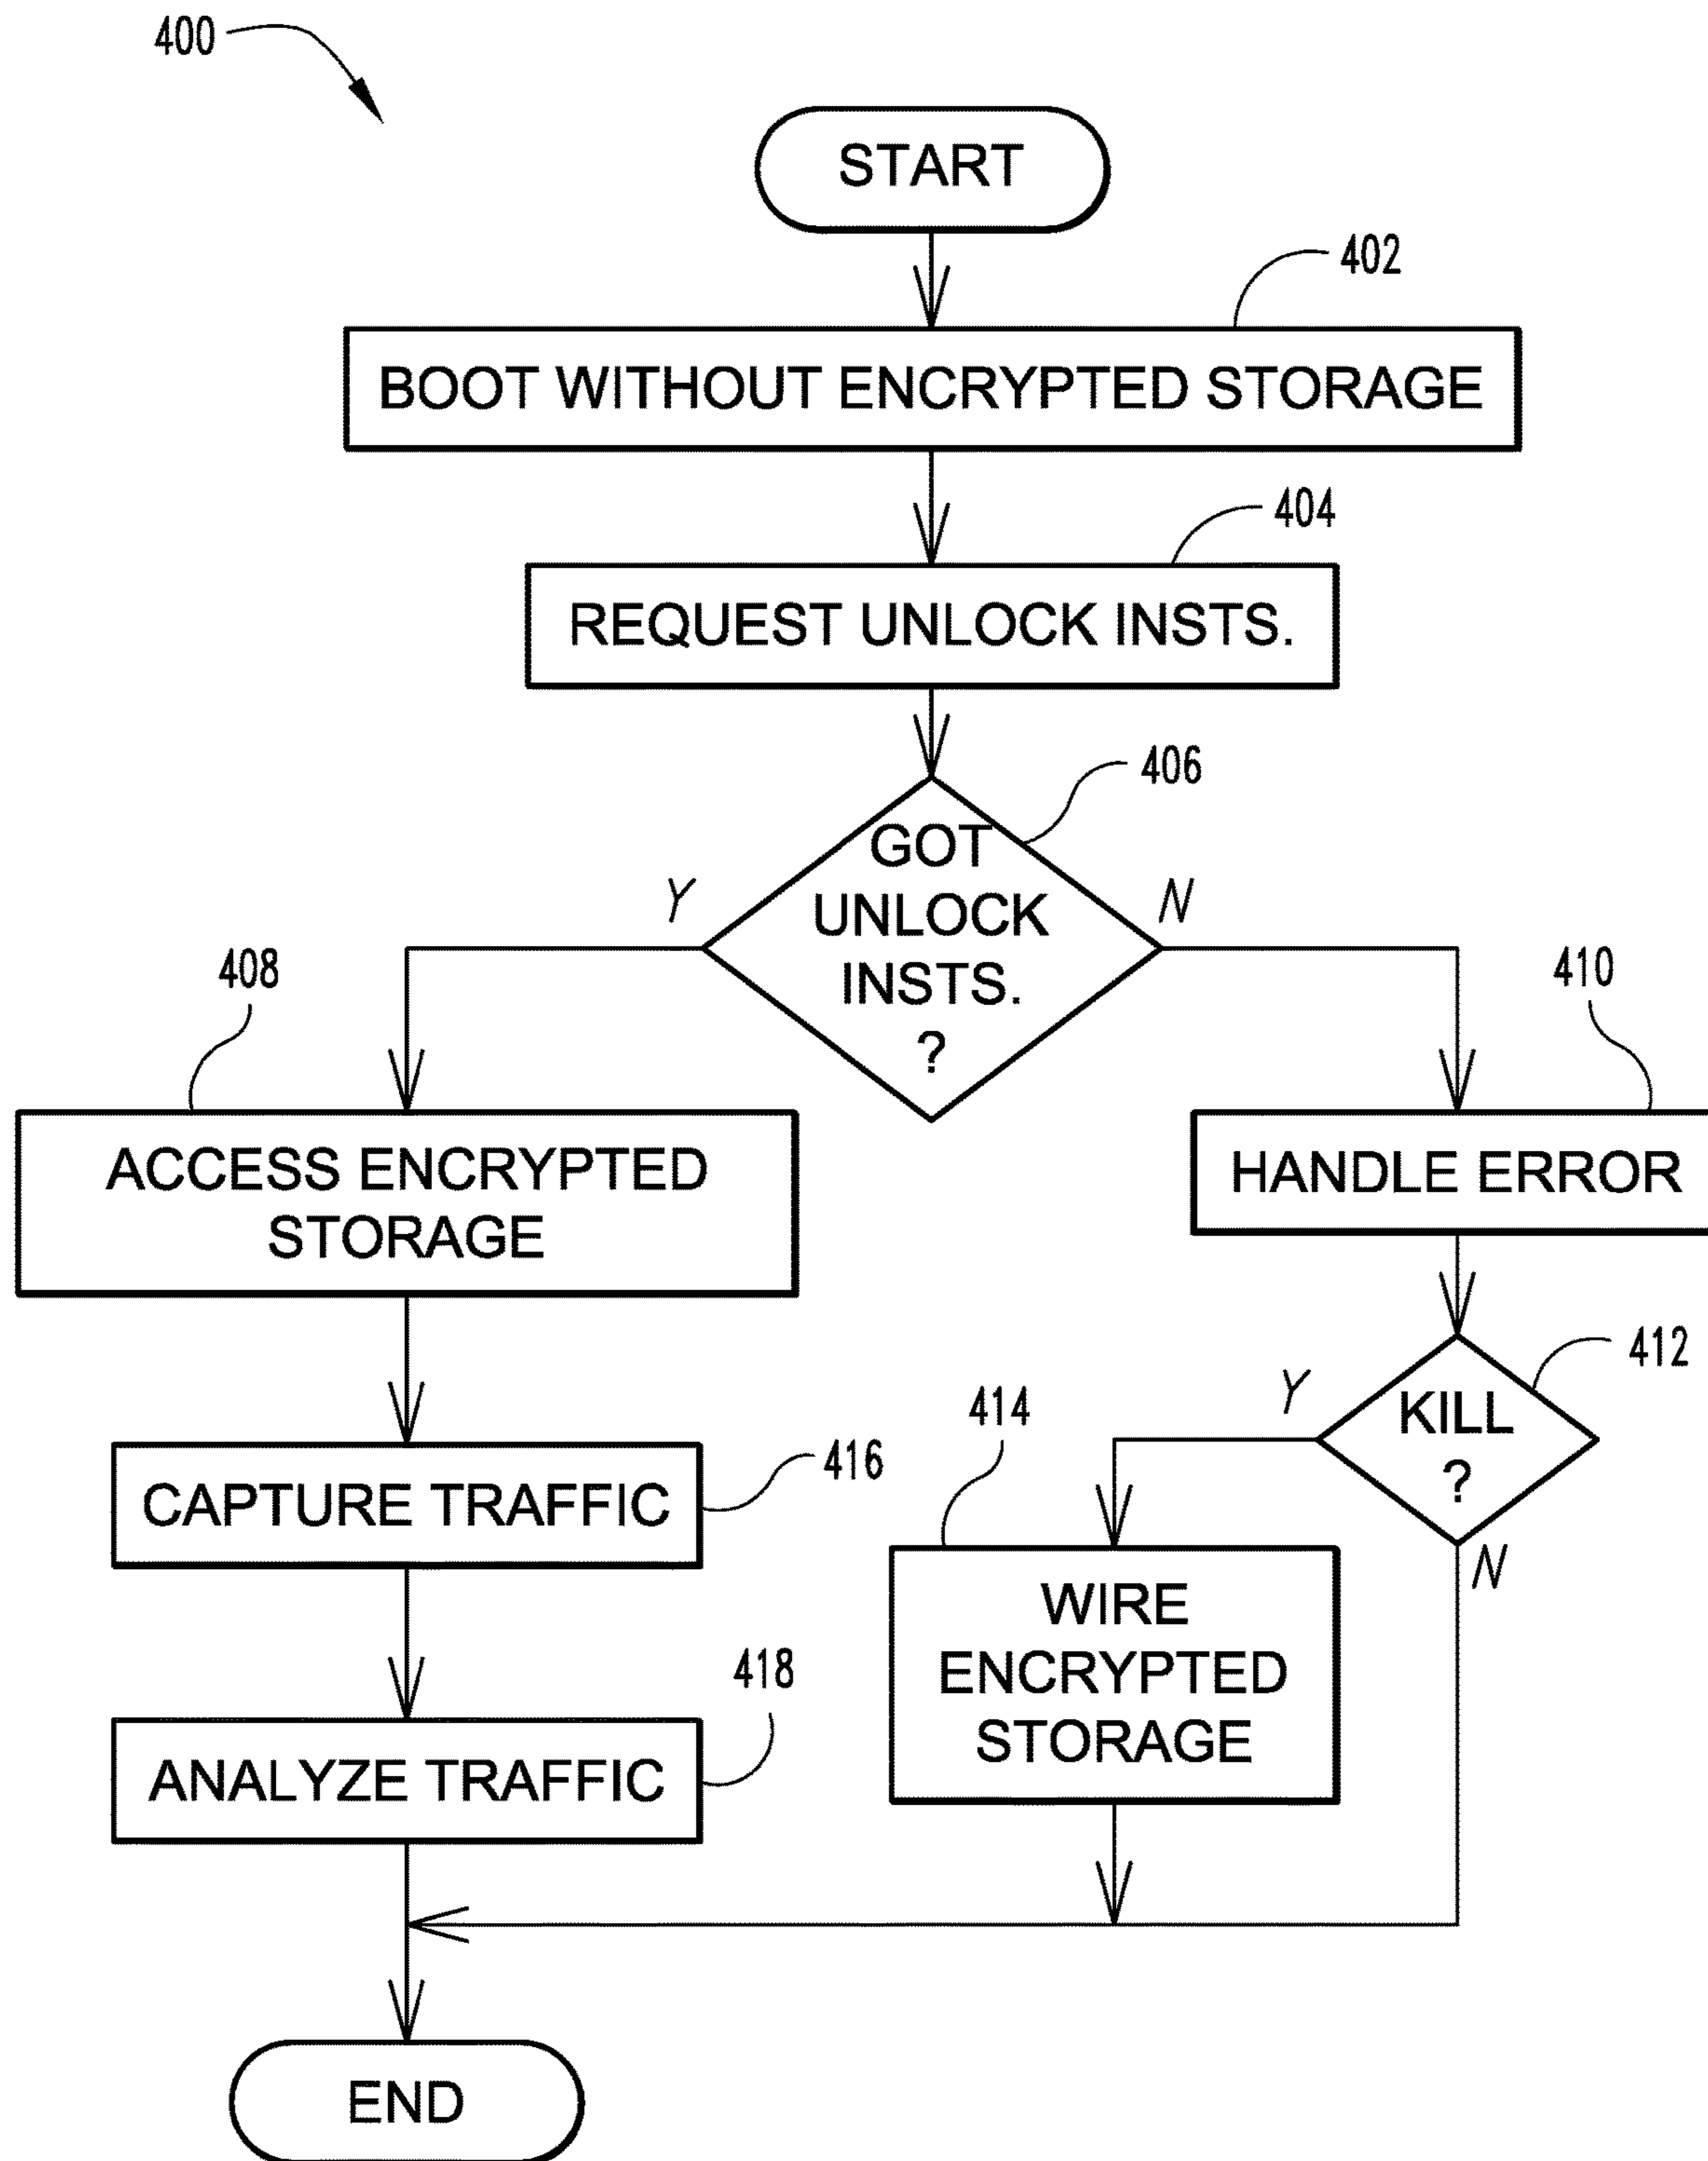 400
START
402
BOOT WITHOUT ENCRYPTED STORAGE
404
REQUEST UNLOCK INSTS.
406
GOT
UNLOCK
INSTS.
?
Y
N
408
ACCESS ENCRYPTED
STORAGE
410
HANDLE ERROR
412
KILL
?
Y
N
414
WIRE
ENCRYPTED
STORAGE
416
CAPTURE TRAFFIC
418
ANALYZE TRAFFIC
END